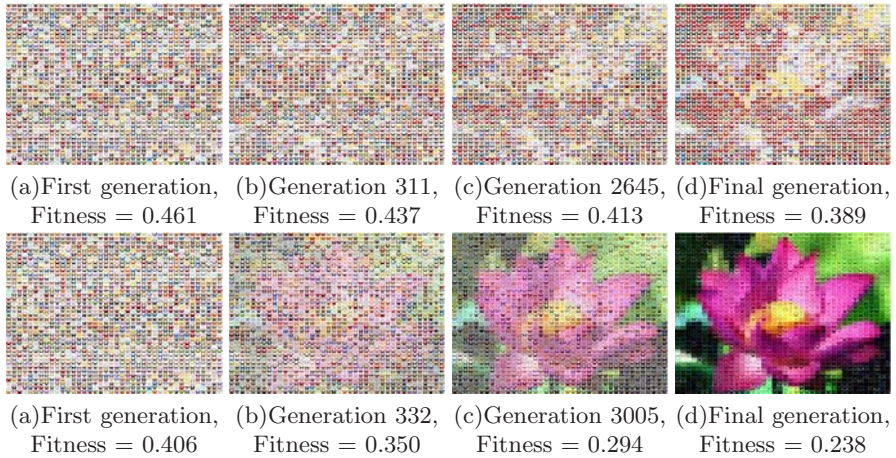 (a)First generation, (b)Generation 311, (c)Generation 2645, (d)Final generation,
Fitness = 0.461 Fitness = 0.437 Fitness = 0.413 Fitness = 0.389
(a)First generation, (b)Generation 332, (c)Generation 3005, (d)Final generation,
Fitness = 0.406 Fitness = 0.350 Fitness = 0.294 Fitness = 0.238